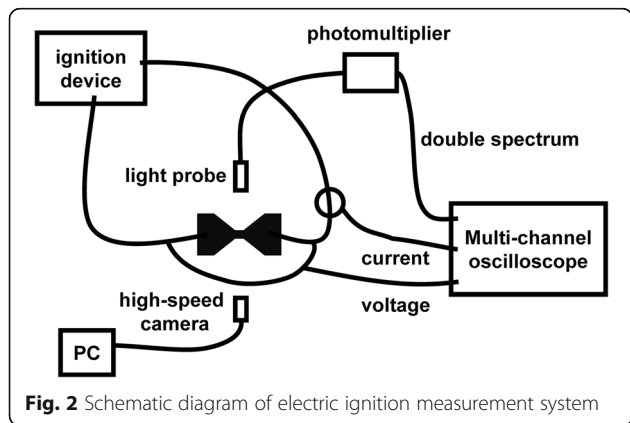 ignition
device
photomultiplier
double spectrum
light probe
Multi-channel
oscilloscope
current
voltage
high-speed
camera
PC
Fig. 2 Schematic diagram of electric ignition measurement system